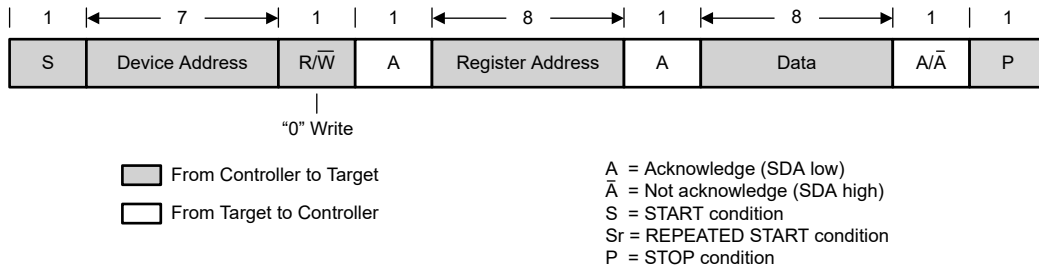 1 7 1 1 8 1 8 1 1
S Device Address R/W̅ A Register Address A Data A/A̅ P
“0” Write
From Controller to Target
From Target to Controller
A = Acknowledge (SDA low)
A̅ = Not acknowledge (SDA high)
S = START condition
Sr = REPEATED START condition
P = STOP condition